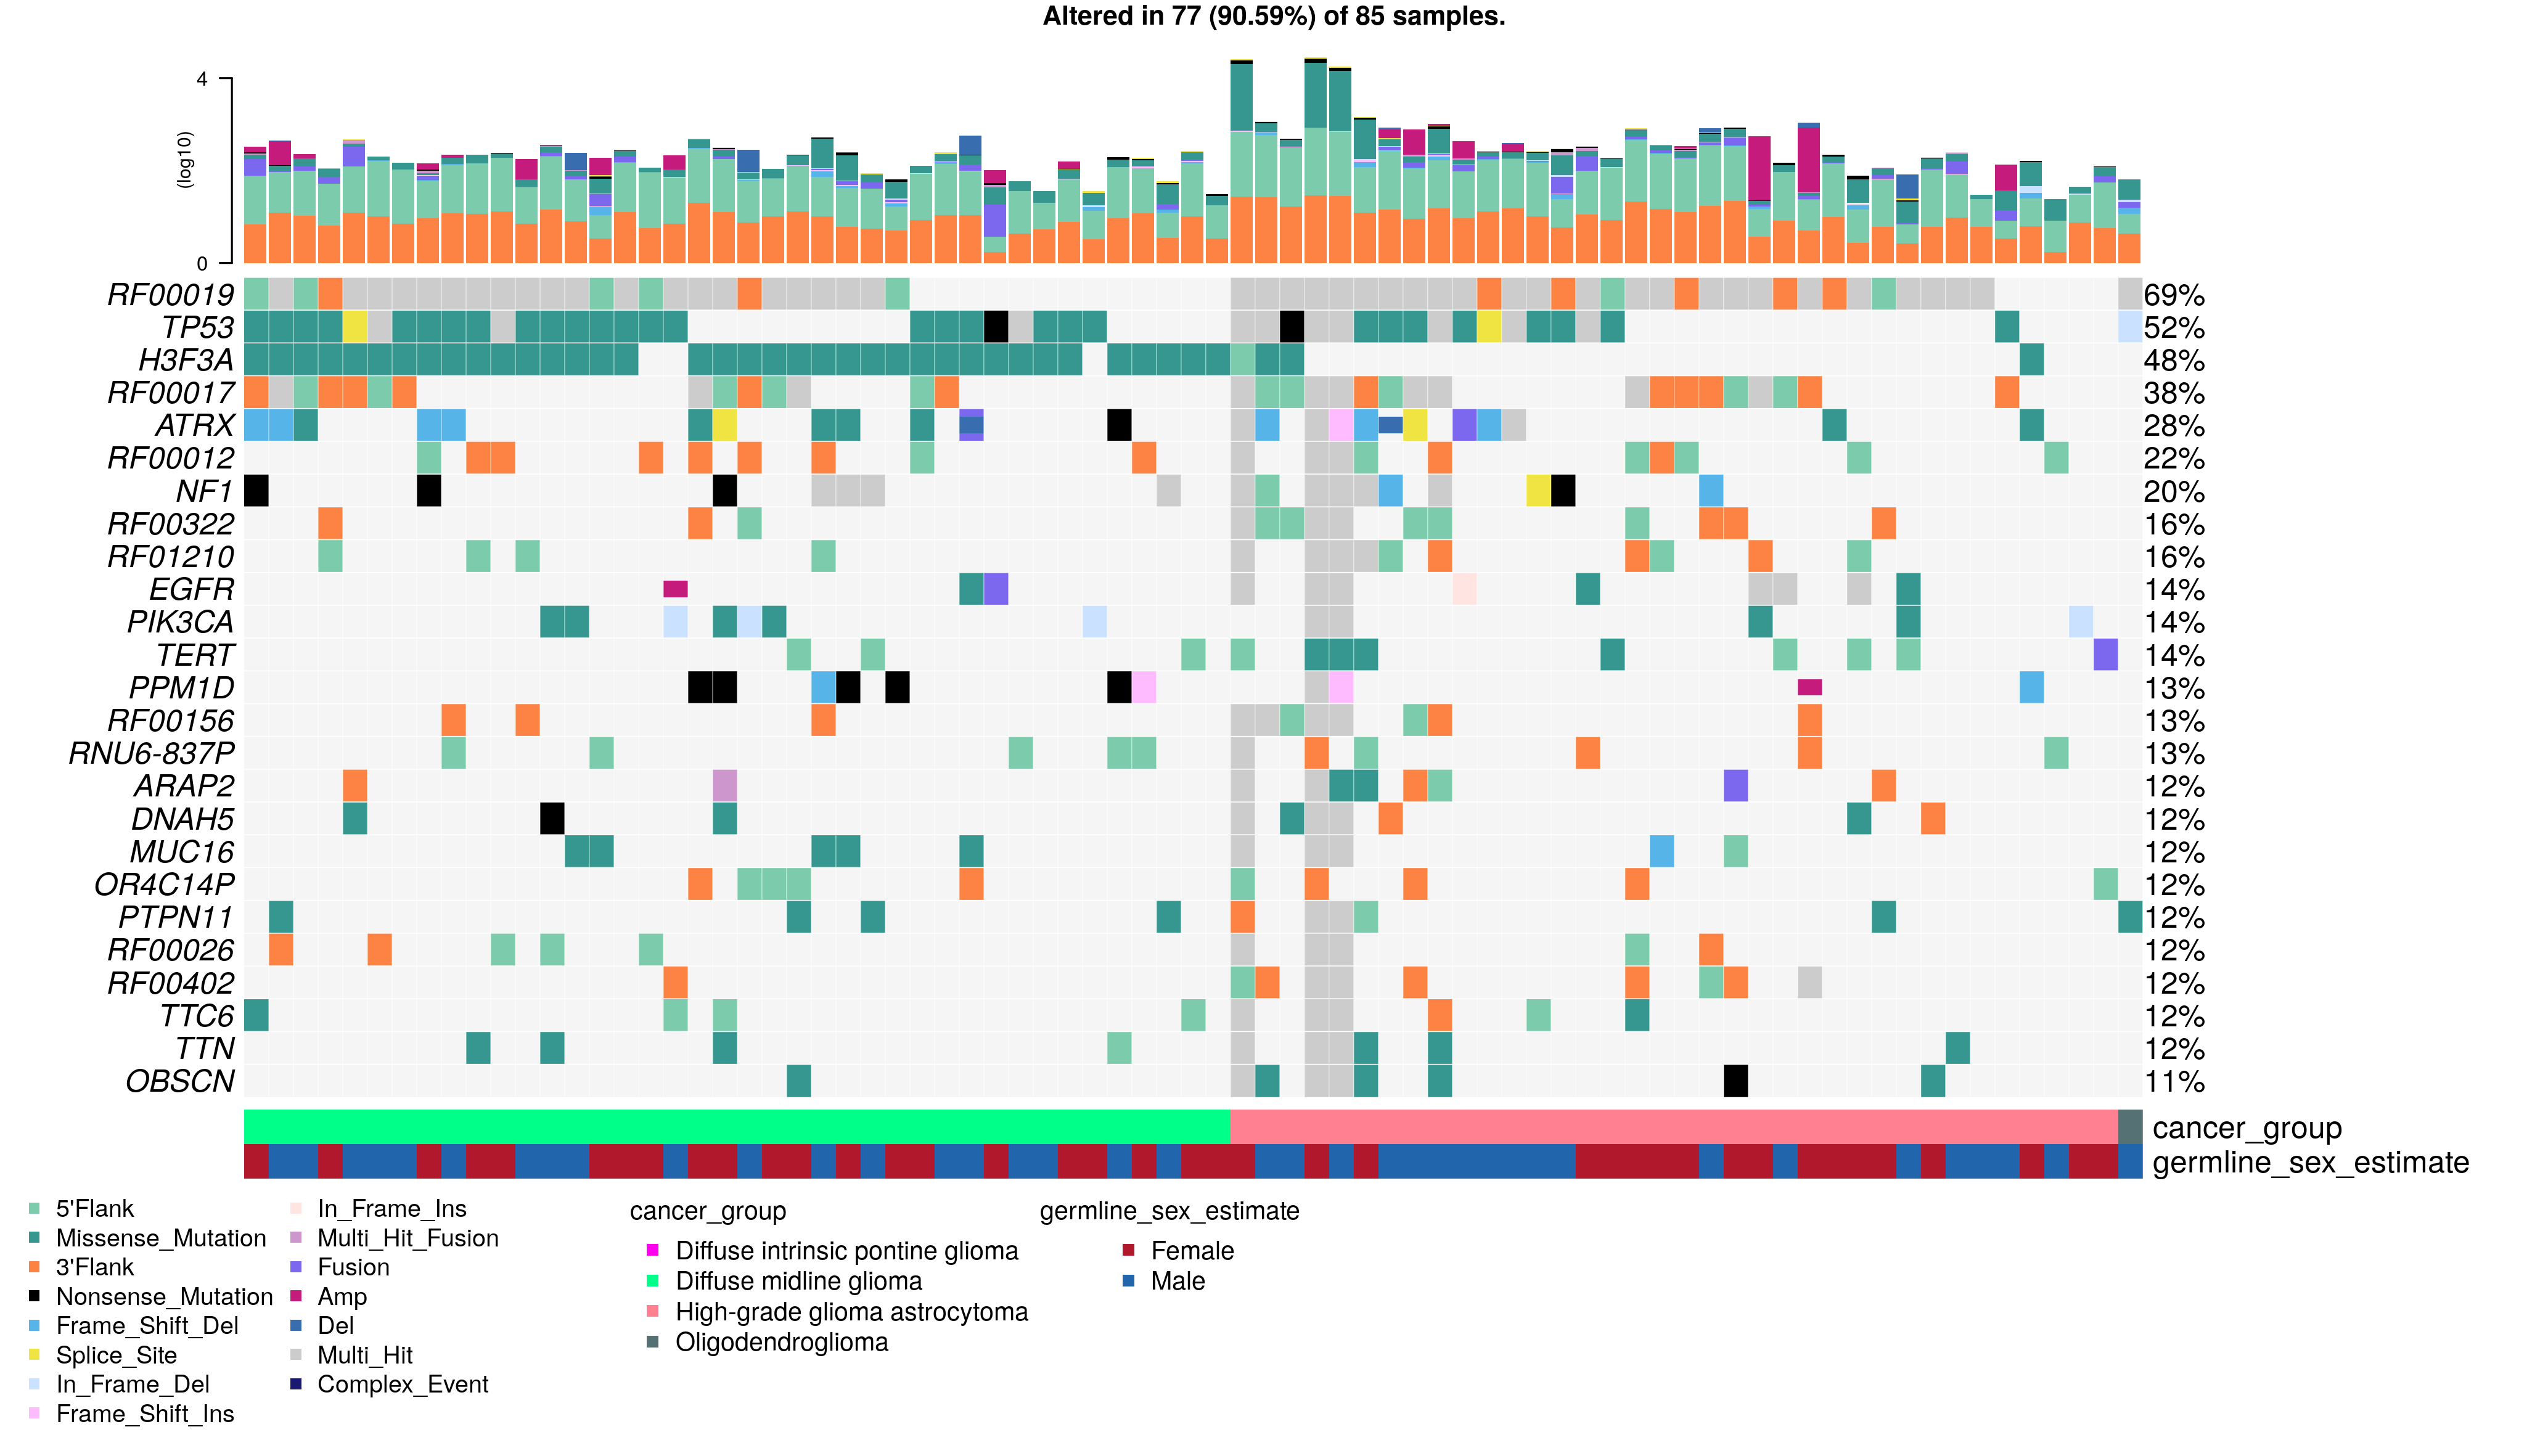 Altered in 77 (90.59%) of 85 samples.
4
(log10)
0
RF00019 69%
TP53 52%
H3F3A 48%
RF00017 38%
ATRX 28%
RF00012 22%
NF1 20%
RF00322 16%
RF01210 16%
EGFR 14%
PIK3CA 14%
TERT 14%
PPM1D 13%
RF00156 13%
RNU6-837P 13%
ARAP2 12%
DNAH5 12%
MUC16 12%
OR4C14P 12%
PTPN11 12%
RF00026 12%
RF00402 12%
TTC6 12%
TTN 12%
OBSCN 11%
cancer_group
germline_sex_estimate
5'Flank
Missense_Mutation
3'Flank
Nonsense_Mutation
Frame_Shift_Del
Splice_Site
In_Frame_Del
Frame_Shift_Ins
In_Frame_Ins
Multi_Hit_Fusion
Fusion
Amp
Del
Multi_Hit
Complex_Event
cancer_group
Diffuse intrinsic pontine glioma
Diffuse midline glioma
High-grade glioma astrocytoma
Oligodendroglioma
germline_sex_estimate
Female
Male